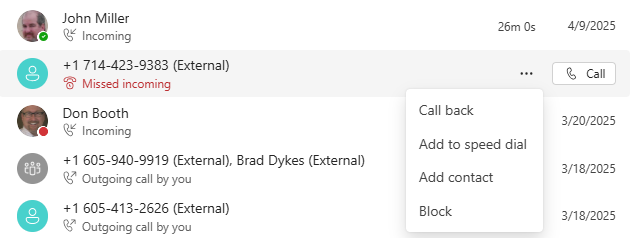 John Miller
Incoming
26m 0s
4/9/2025
+1 714-423-9383 (External)
Missed incoming
...
Call
Don Booth
Incoming
3/20/2025
+1 605-940-9919 (External), Brad Dykes (External)
Outgoing call by you
3/18/2025
+1 605-413-2626 (External)
Outgoing call by you
3/18/2025
Call back
Add to speed dial
Add contact
Block